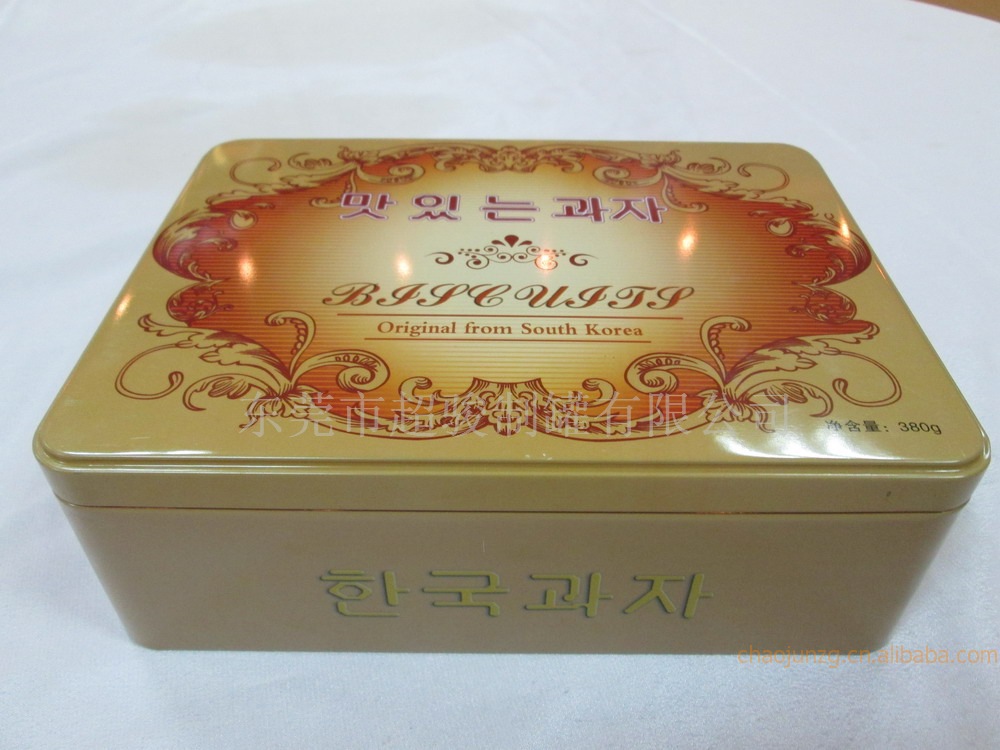 맛있는과자
BISCUITS
Original from South Korea
东莞市超骏制罐有限公司
净含量：380g
한국과자
chaojunzg.cn.alibaba.com